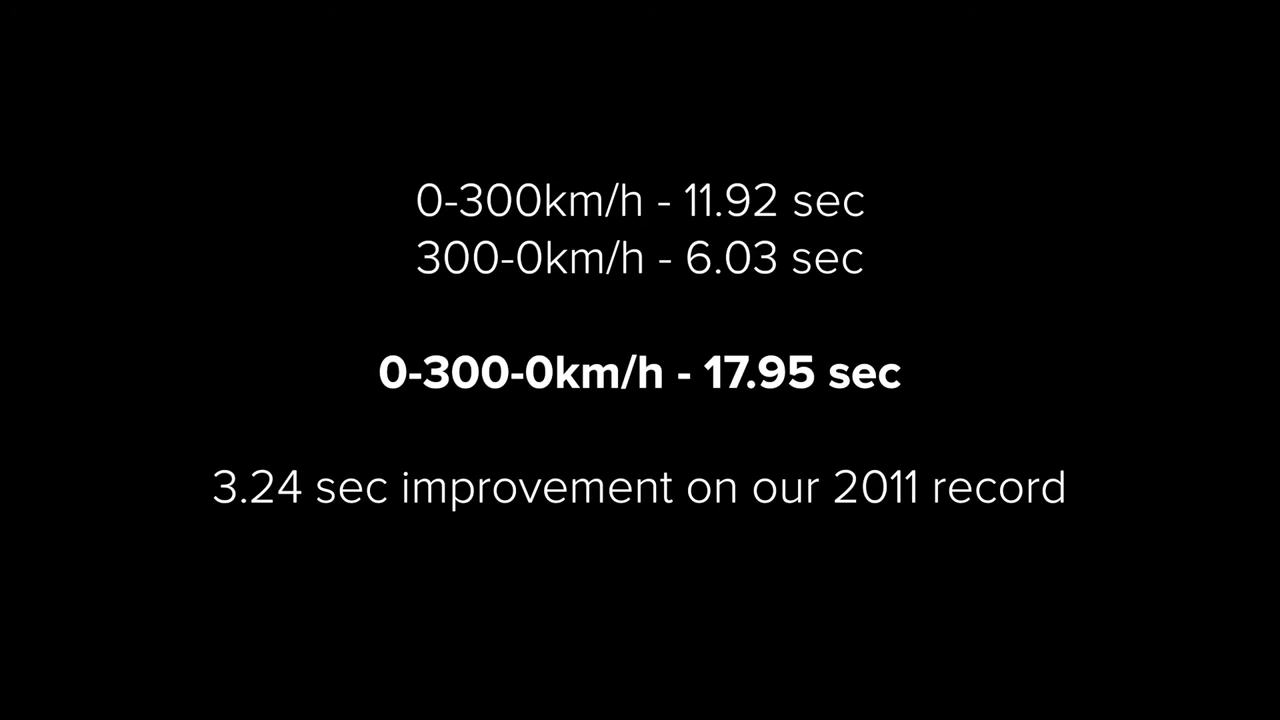 0-300km/h - 11.92 sec
300-0km/h - 6.03 sec
0-300-0km/h - 17.95 sec
3.24 sec improvement on our 2011 record